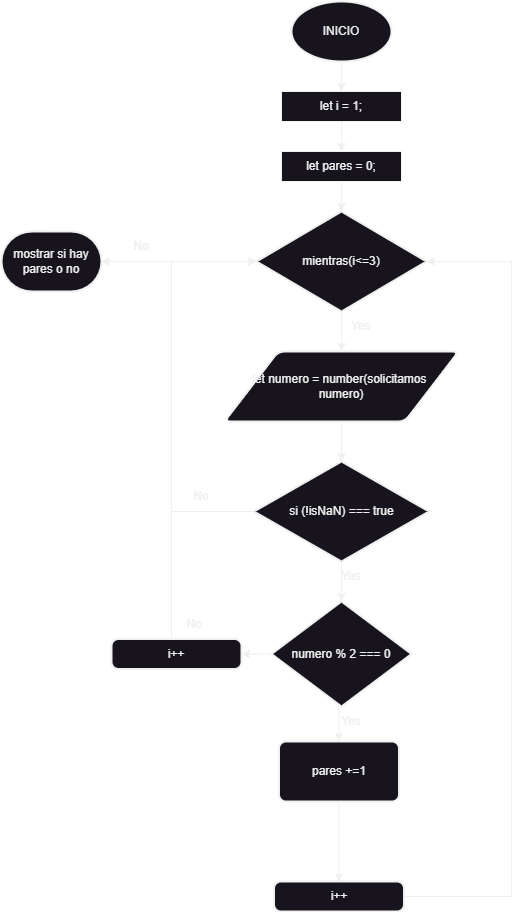 INICIO
let i = 1;
let pares = 0;
No
mostrar si hay
pares o no
mientras(i<=3)
Yes
et numero = number(solicitamos
numero)
No
si (!isNaN) === true
Yes
No
i++
numero % 2 === 0
Yes
pares +=1
i++